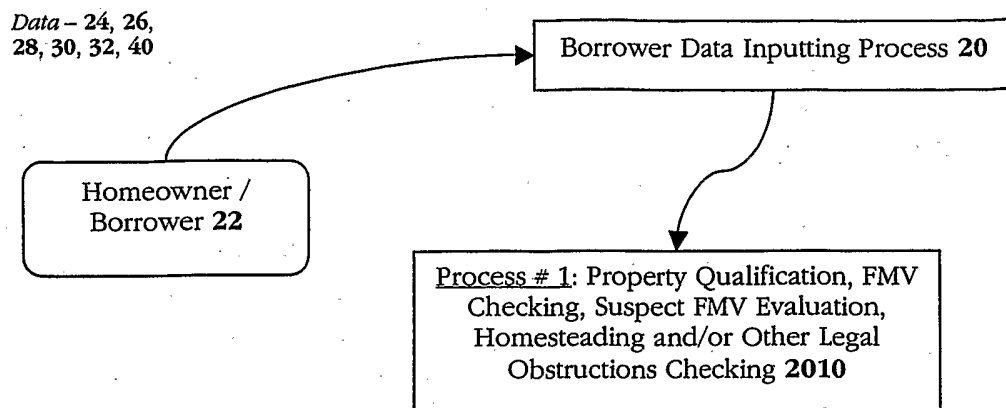 Data – 24, 26,
28, 30, 32, 40
Borrower Data Inputting Process 20
Homeowner /
Borrower 22
Process # 1: Property Qualification, FMV
Checking, Suspect FMV Evaluation,
Homesteading and/or Other Legal
Obstructions Checking 2010